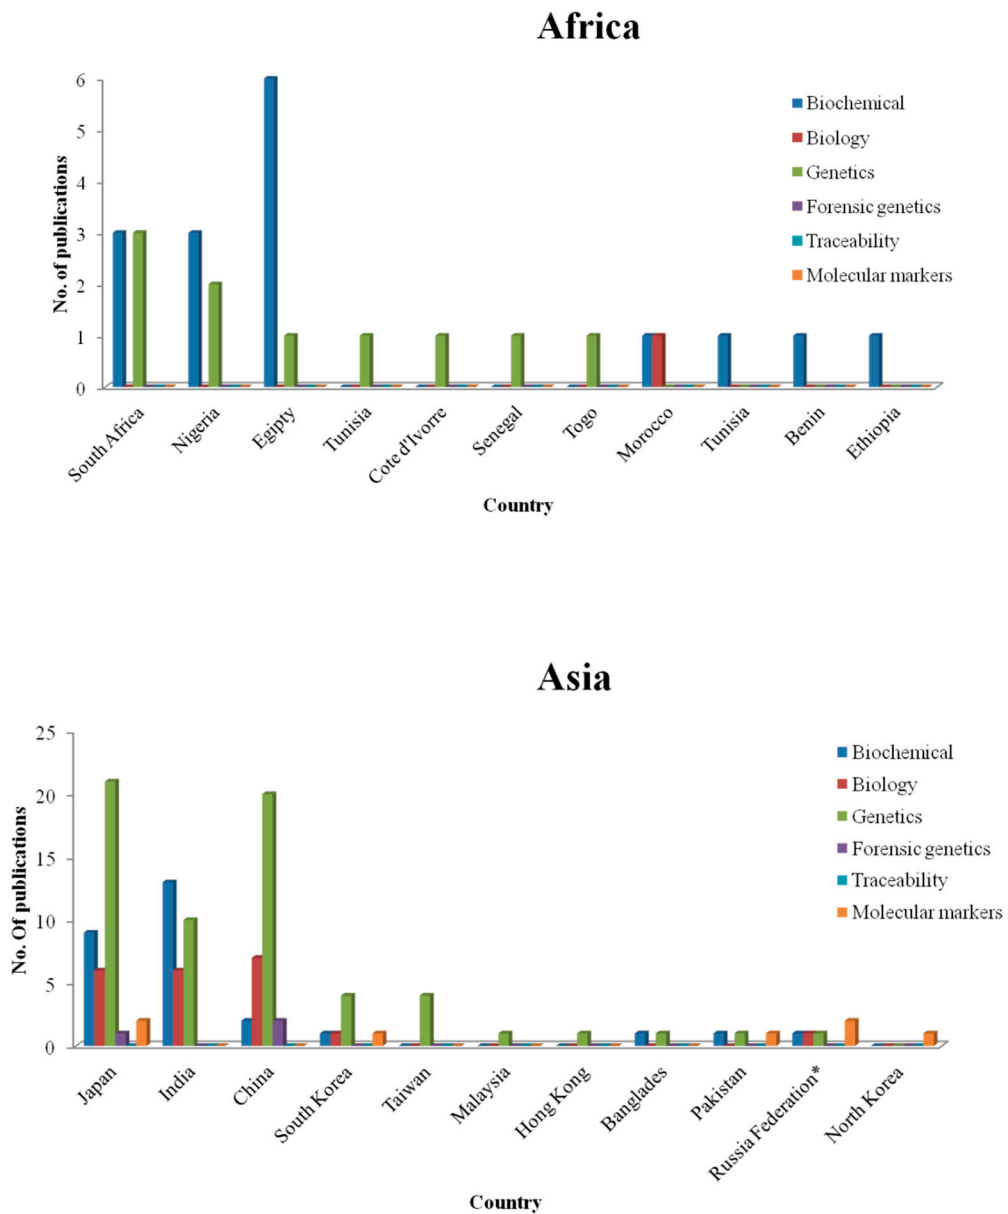 Africa
6
5
4
3
2
1
0
No. of publications
Biochemical
Biology
Genetics
Forensic genetics
Traceability
Molecular markers
South Africa
Nigeria
Egipty
Tunisia
Cote d'Ivorre
Senegal
Togo
Morocco
Tunisia
Benin
Ethiopia
Country
Asia
25
20
15
10
5
0
No. Of publications
Biochemical
Biology
Genetics
Forensic genetics
Traceability
Molecular markers
Japan
India
China
South Korea
Taiwan
Malaysia
Hong Kong
Banglades
Pakistan
Russia Federation*
North Korea
Country